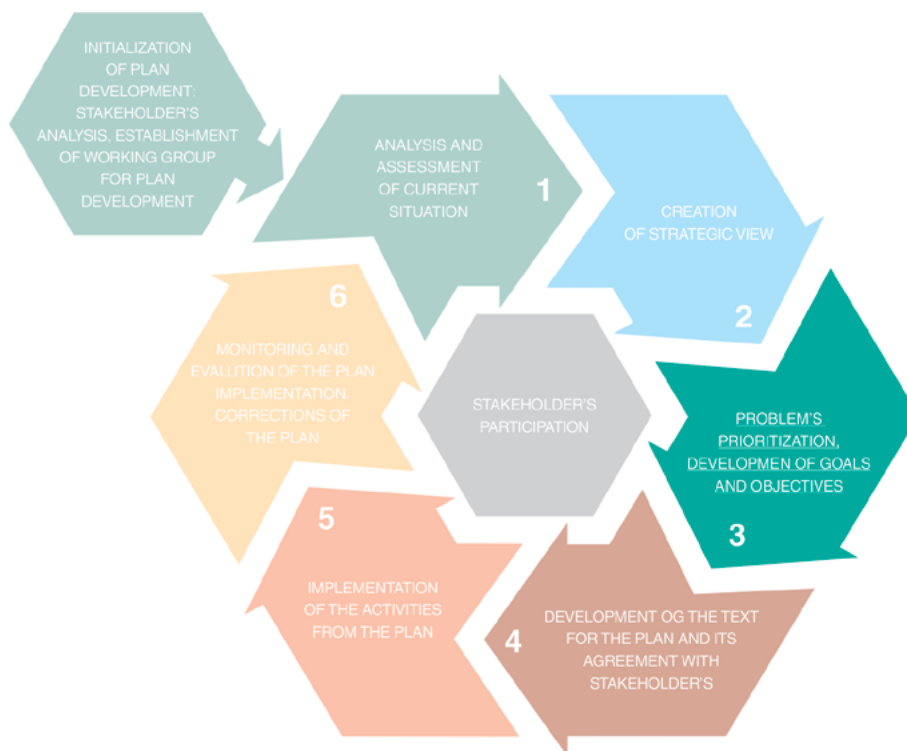 INITIALIZATION
OF PLAN
DEVELOPMENT:
STAKEHOLDER'S
ANALYSIS, ESTABLISHMENT
OF WORKING GROUP
FOR PLAN
DEVELOPMENT
ANALYSIS AND
ASSESSMENT
OF CURRENT
SITUATION
1
CREATION
OF STRATEGIC VIEW
2
PROBLEM'S
PRIORITIZATION,
DEVELOPMEN OF GOALS
AND OBJECTIVES
3
DEVELOPMENT OG THE TEXT
FOR THE PLAN AND ITS
AGREEMENT WITH
STAKEHOLDER'S
4
5
IMPLEMENTATION
OF THE ACTIVITIES
FROM THE PLAN
6
MONITORING AND
EVALUTION OF THE PLAN
IMPLEMENTATION.
CORRECTIONS OF
THE PLAN
STAKEHOLDER'S
PARTICIPATION